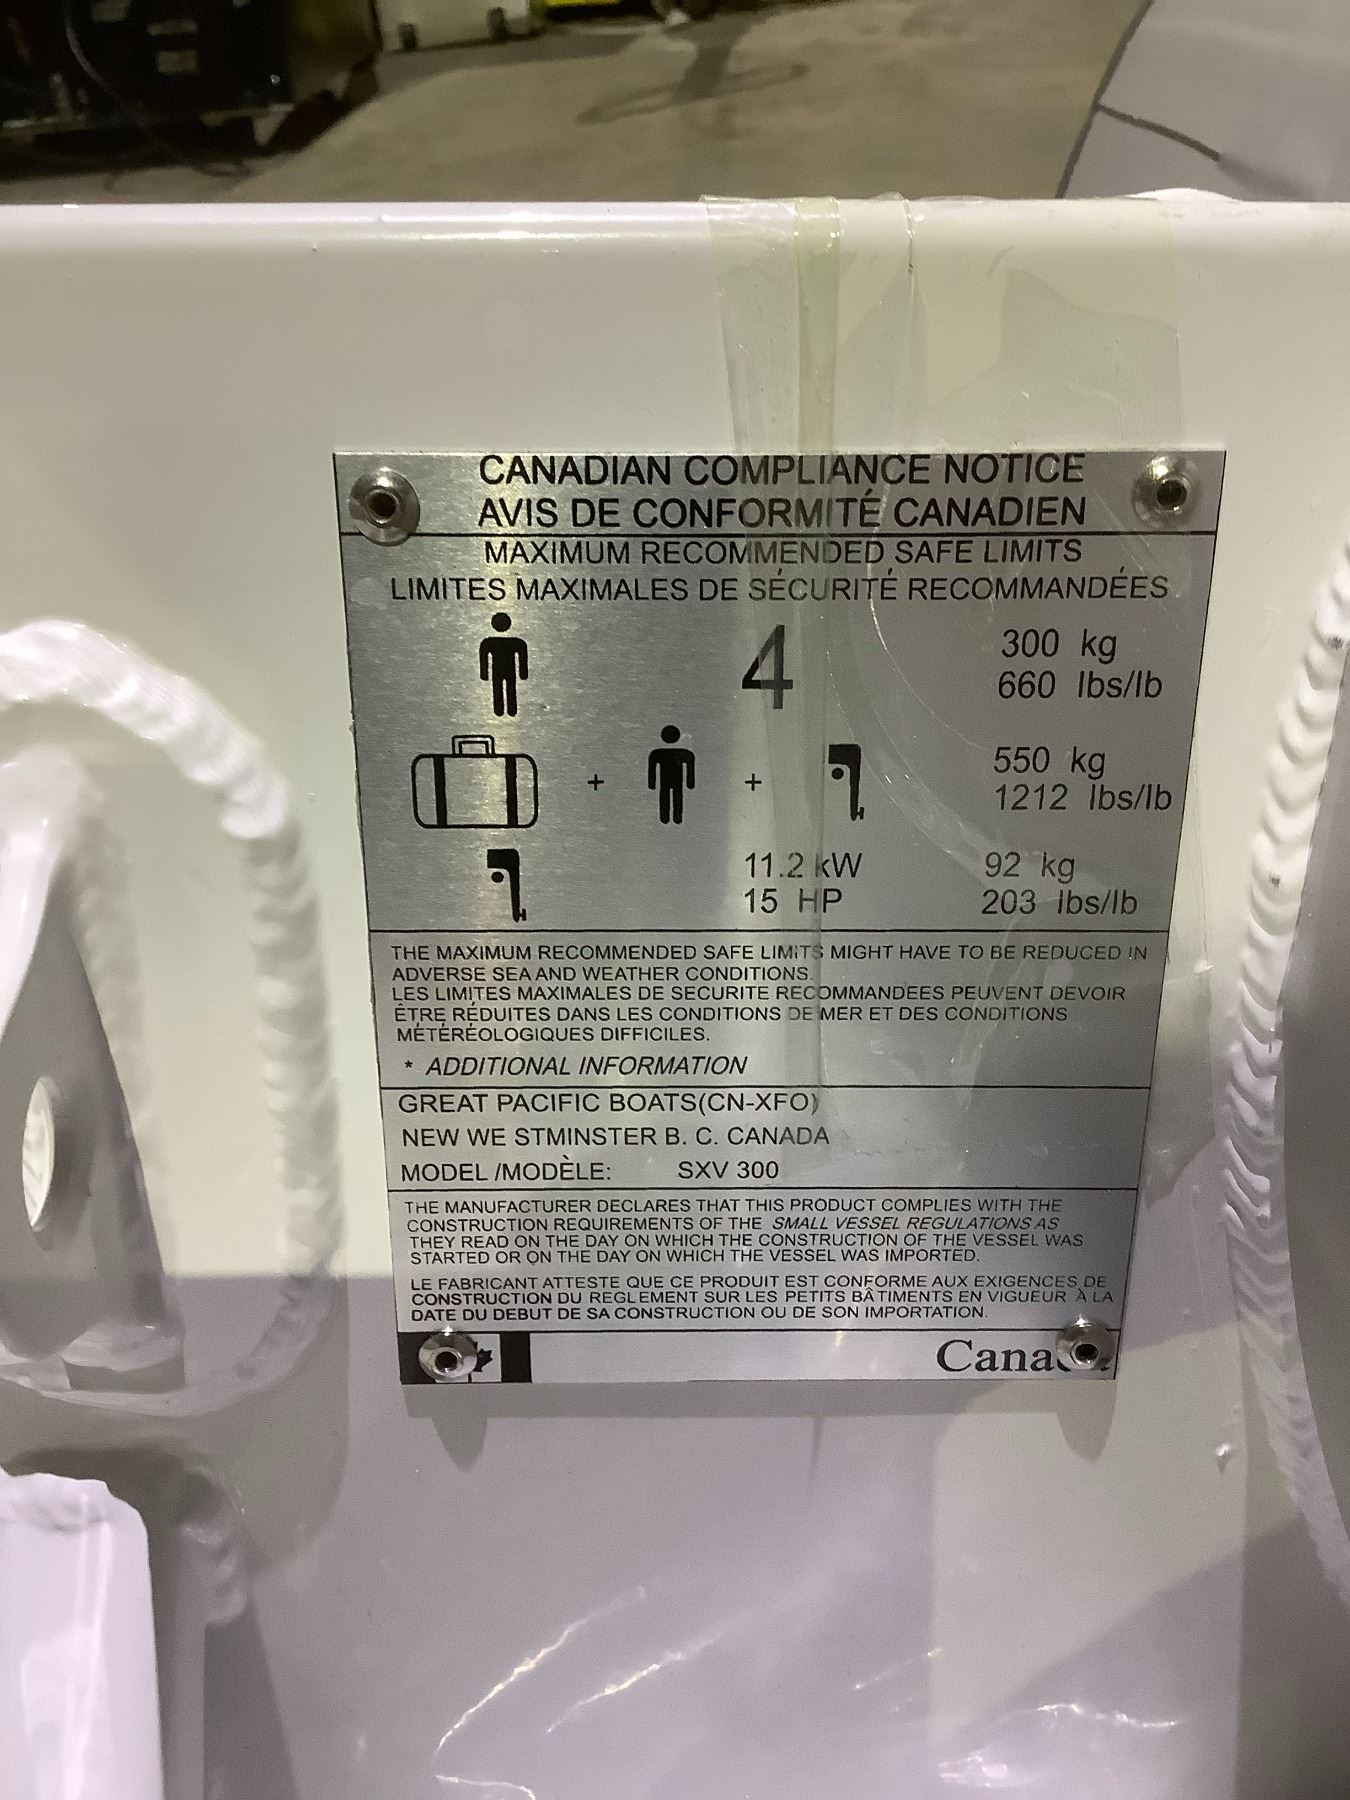 CANADIAN COMPLIANCE NOTICE
AVIS DE CONFORMITÉ CANADIEN
MAXIMUM RECOMMENDED SAFE LIMITS
LIMITES MAXIMALES DE SÉCURITÉ RECOMMANDÉES
4 300 kg
660 lbs/lb
+ + 550 kg
1212 lbs/lb
11.2 kW 92 kg
15 HP 203 lbs/lb
THE MAXIMUM RECOMMENDED SAFE LIMITS MIGHT HAVE TO BE REDUCED IN
ADVERSE SEA AND WEATHER CONDITIONS.
LES LIMITES MAXIMALES DE SECURITE RECOMMANDEES PEUVENT DEVOIR
ÊTRE RÉDUITES DANS LES CONDITIONS DE MER ET DES CONDITIONS
MÉTÉRÉOLOGIQUES DIFFICILES.
* ADDITIONAL INFORMATION
GREAT PACIFIC BOATS(CN-XFO)
NEW WE STMINSTER B. C. CANADA
MODEL /MODÈLE: SXV 300
THE MANUFACTURER DECLARES THAT THIS PRODUCT COMPLIES WITH THE
CONSTRUCTION REQUIREMENTS OF THE SMALL VESSEL REGULATIONS AS
THEY READ ON THE DAY ON WHICH THE CONSTRUCTION OF THE VESSEL WAS
STARTED OR ON THE DAY ON WHICH THE VESSEL WAS IMPORTED.
LE FABRICANT ATTESTE QUE CE PRODUIT EST CONFORME AUX EXIGENCES DE
CONSTRUCTION DU REGLEMENT SUR LES PETITS BÂTIMENTS EN VIGUEUR À LA
DATE DU DEBUT DE SA CONSTRUCTION OU DE SON IMPORTATION.
Canada